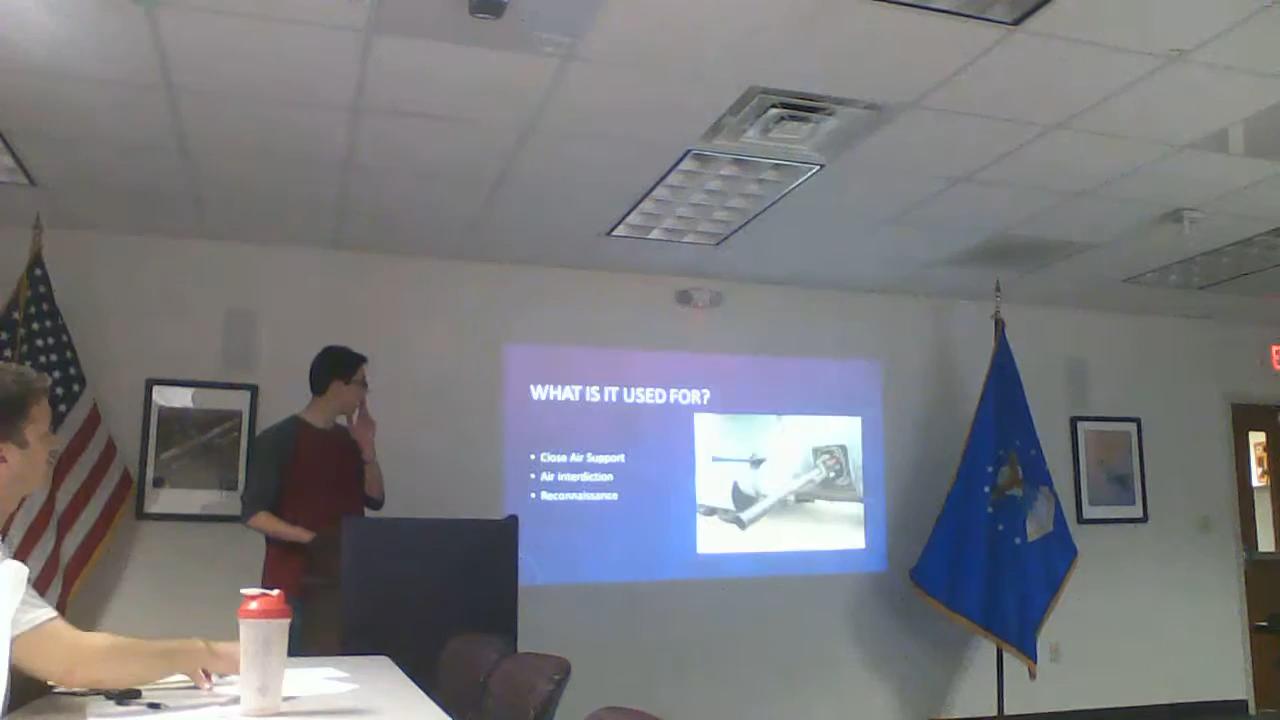 WHAT IS IT USED FOR?
• Close Air Support
• Air interdiction
• Reconnaissance